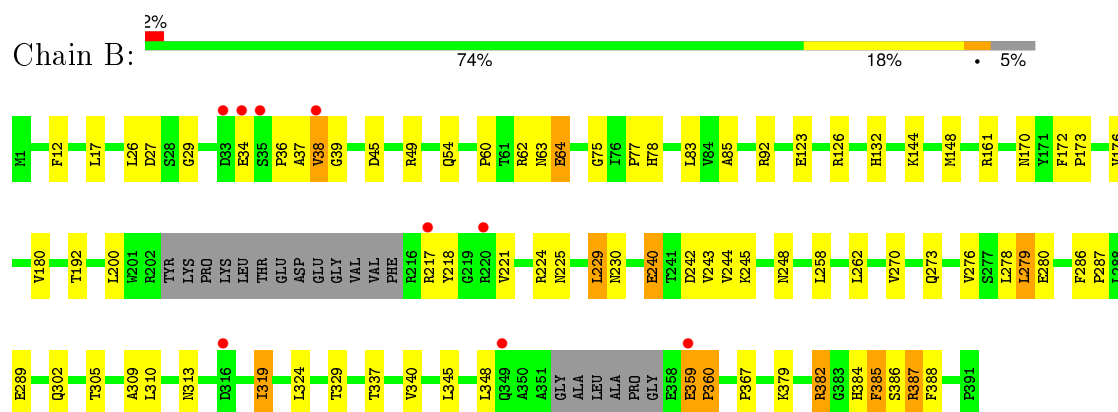 2%
Chain B:
74% 18% • 5%
M1 F12 L17 L26 D27 S28 G29 D33 E34 S35 P36 A37 V38 G39 D45 R49 Q54 P60 T61 R62 N63 E64 G75 I76 P77 H78 L83 V84 A85 R92 E123 R126 H132 K144 M148 R161 N170 Y171 F172 P173
V180 T192 L200 W201 R202 TYR LYS PRO LYS LEU THR GLU ASP GLU GLY VAL VAL PHE R216 R217 Y218 G219 R220 V221 R224 N225 L229 N230 E240 T241 D242 V243 V244 K245 N248 L258 L262 V270 Q273 V276 S277 L278 L279 E280 F286 P287
E289 Q302 T305 A309 L310 N313 D316 I319 L324 T329 T337 V340 L345 L348 Q349 A350 A351 GLY ALA LEU ALA PRO GLY E358 E359 P360 P367 K379 R382 G383 H384 F385 S386 R387 F388 P391